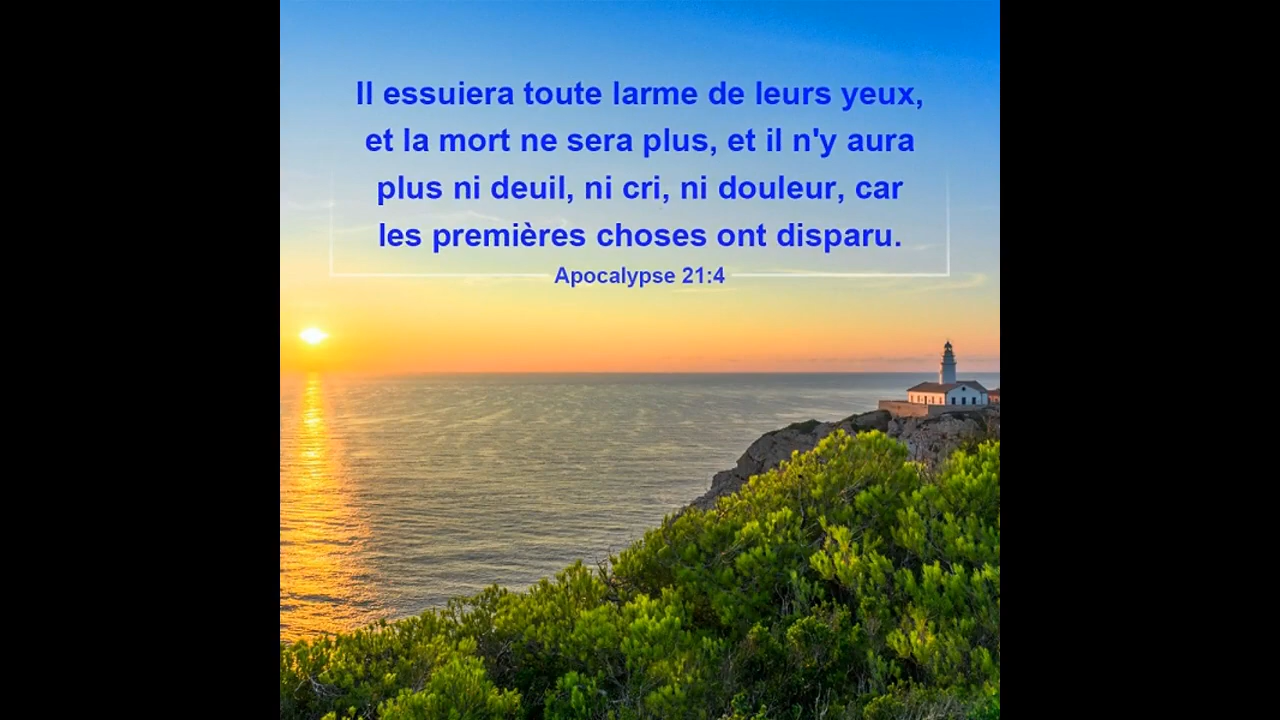 Il essuiera toute larme de leurs yeux,
et la mort ne sera plus, et il n'y aura
plus ni deuil, ni cri, ni douleur, car
les premières choses ont disparu.
Apocalypse 21:4